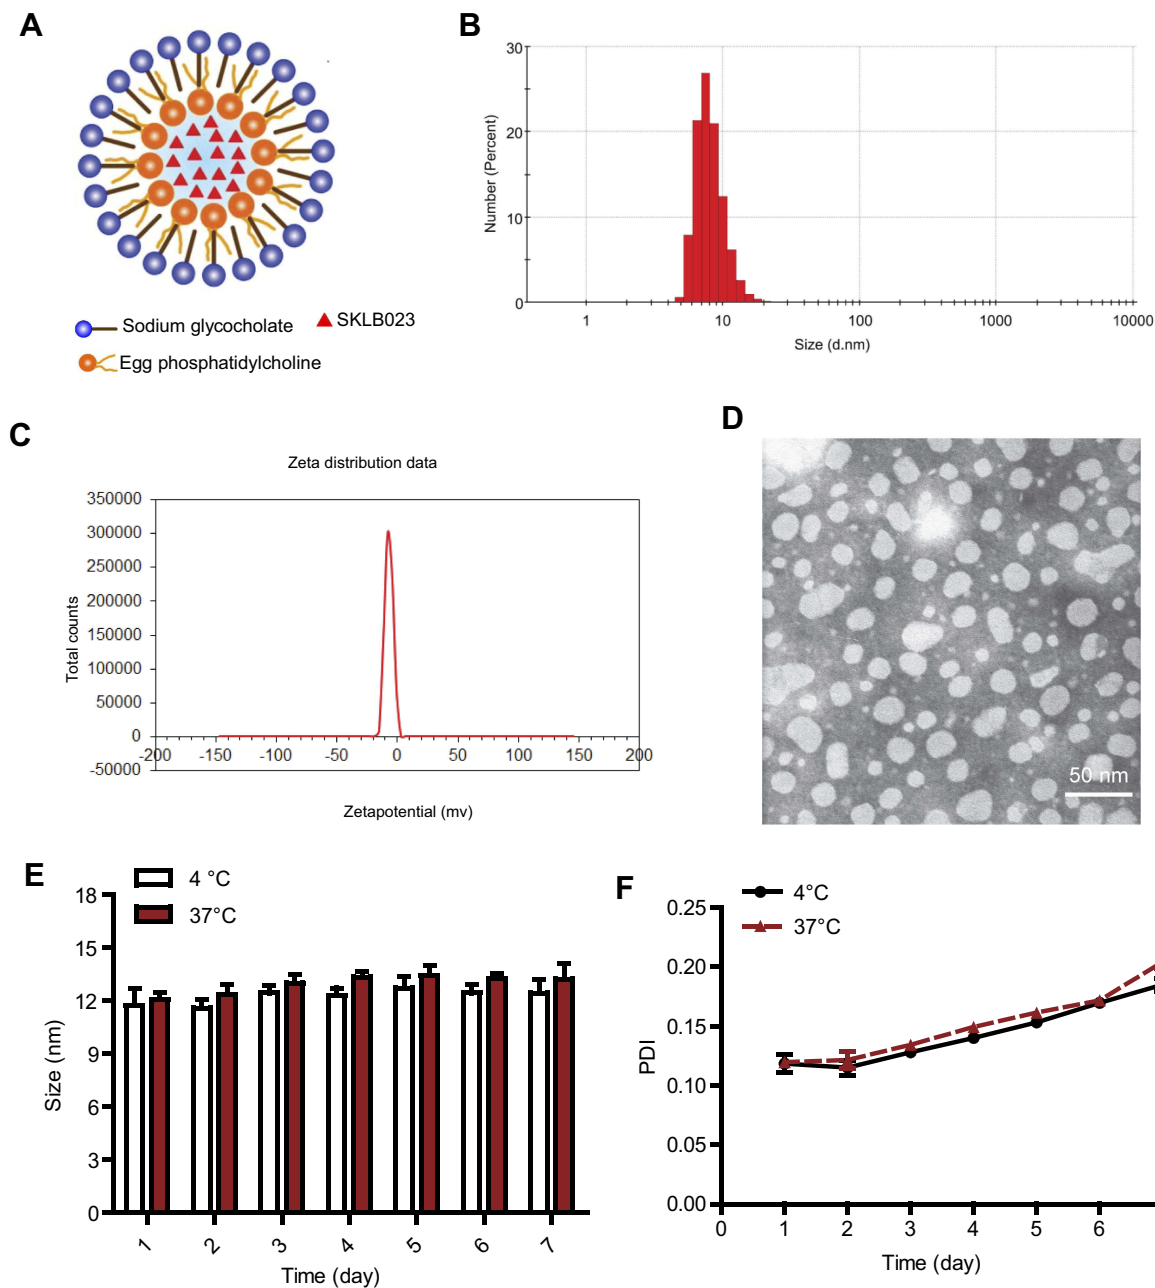 A
Sodium glycocholate
SKLB023
Egg phosphatidylcholine
B
30
20
10
0
Number (Percent)
1
10
100
1000
10000
Size (d.nm)
C
Zeta distribution data
350000
300000
250000
200000
150000
100000
50000
0
-50000
Total counts
-200
-150
-100
-50
0
50
100
150
200
Zetapotential (mv)
D
50 nm
E
4 °C
37°C
18
15
12
9
6
3
0
Size (nm)
1
2
3
4
5
6
7
Time (day)
F
4°C
37°C
0.25
0.20
0.15
0.10
0.05
0.00
PDI
0
1
2
3
4
5
6
Time (day)